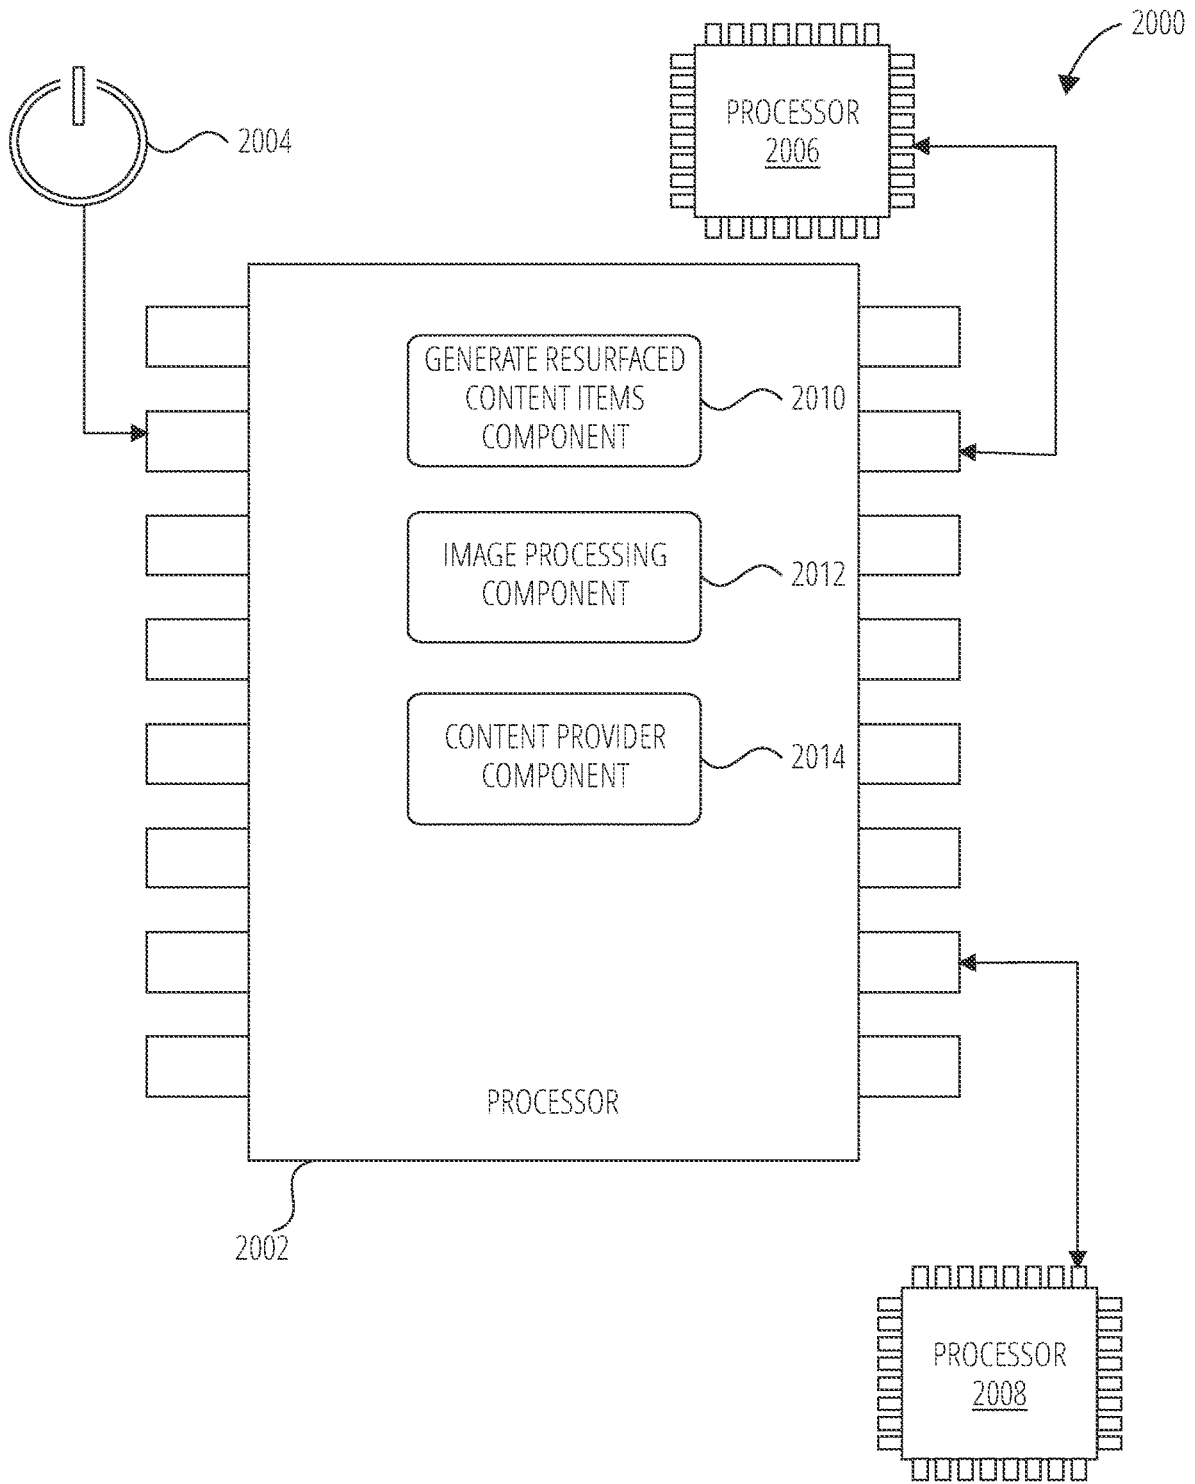 2000
PROCESSOR
2006
2004
GENERATE RESURFACED
CONTENT ITEMS
COMPONENT
2010
IMAGE PROCESSING
COMPONENT
2012
CONTENT PROVIDER
COMPONENT
2014
PROCESSOR
2002
PROCESSOR
2008